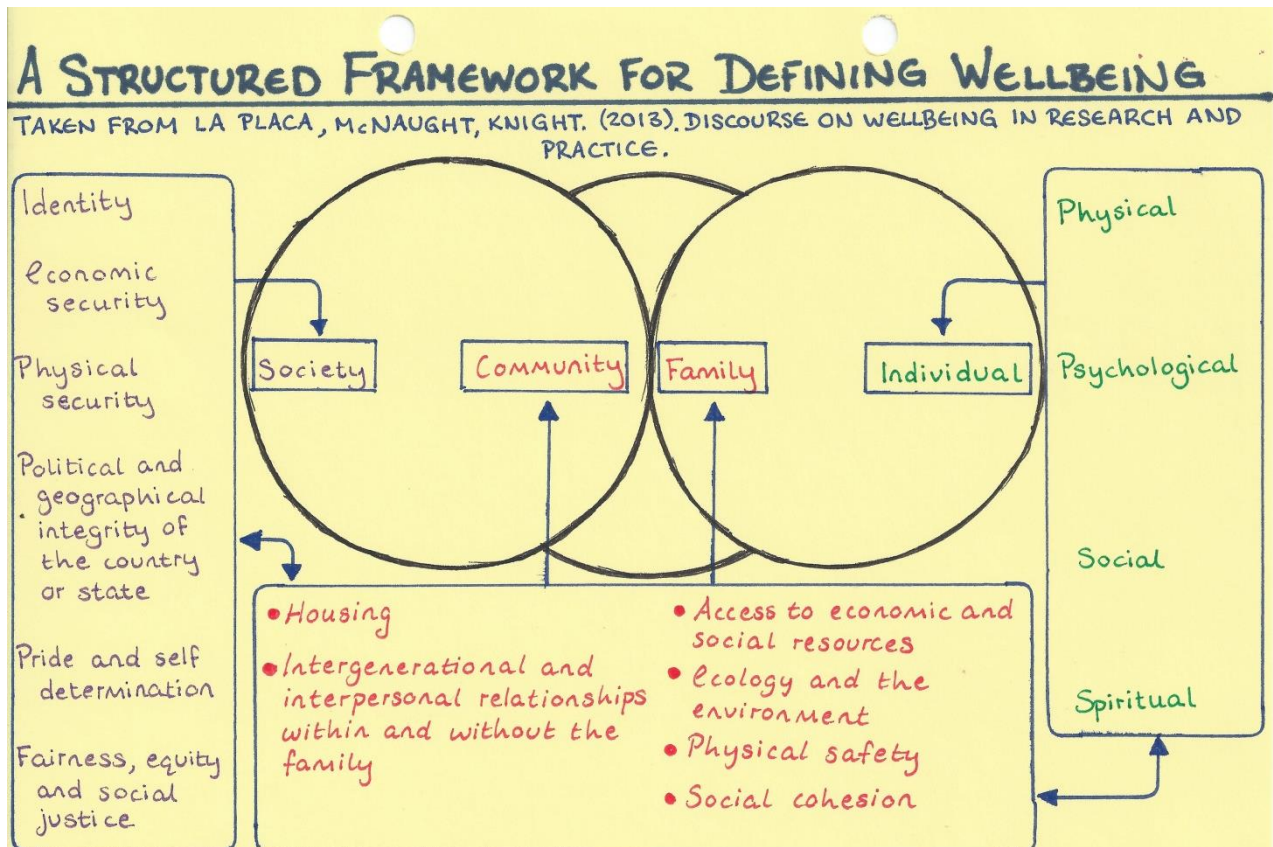 A STRUCTURED FRAMEWORK FOR DEFINING WELLBEING
TAKEN FROM LA PLACA, McNAUGHT, KNIGHT. (2013). DISCOURSE ON WELLBEING IN RESEARCH AND
PRACTICE.
Identity
economic
security
Physical
security
Political and
geographical
integrity of
the country
or state
Pride and self
determination
Fairness, equity
and social
justice
Society
Community
Family
Individual
• Housing
• Intergenerational and
interpersonal relationships
within and without the
family
• Access to economic and
social resources
• Ecology and the
environment
• Physical safety
• Social cohesion
Physical
Psychological
Social
Spiritual